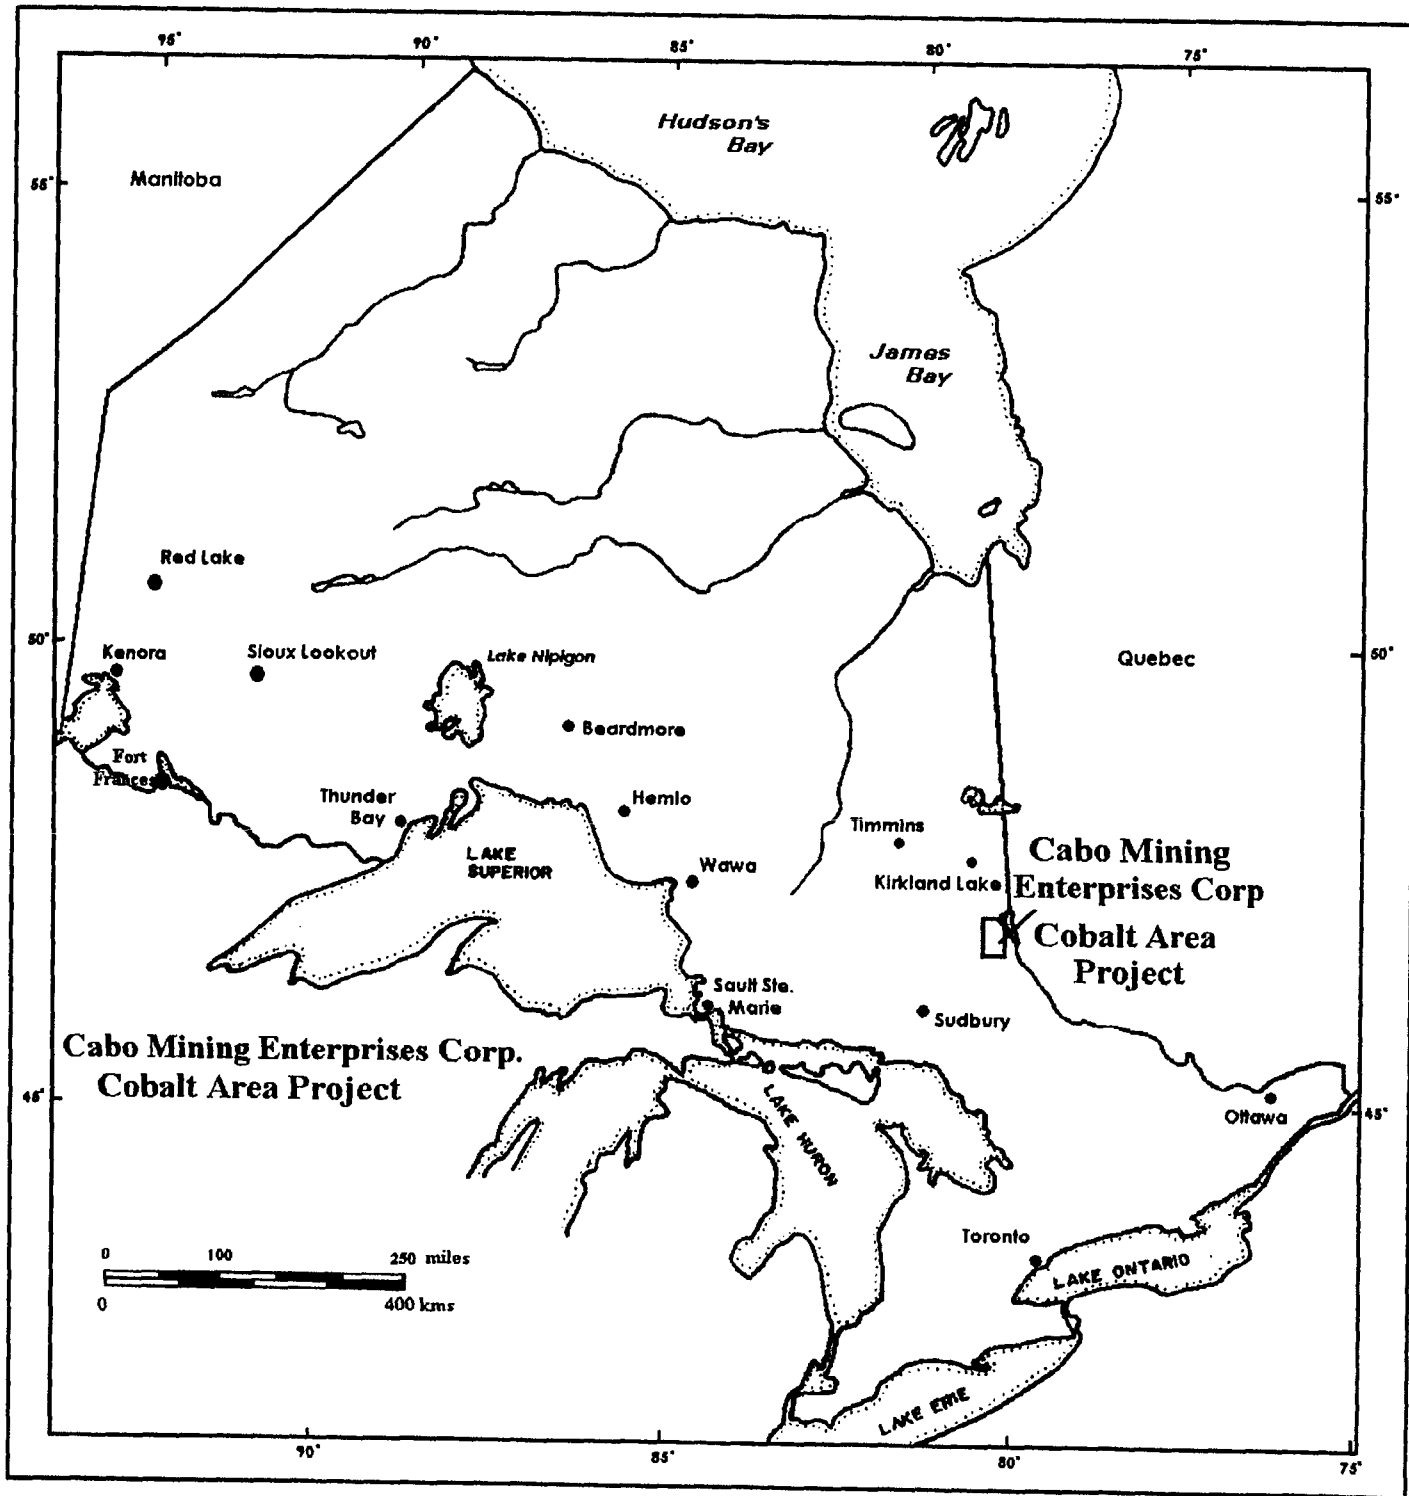 95°
90°
85°
80°
75°
Hudson's
Bay
55°
Manitoba
55°
James
Bay
Red Lake
50°
Kenora
Sioux Lookout
Lake Nipigon
Quebec
50°
Beardmore
Fort
Frances
Thunder
Bay
Hemlo
Timmins
LAKE
SUPERIOR
Wawa
Kirkland Lake
Cabo Mining
Enterprises Corp
Cobalt Area
Project
Sault Ste.
Marie
Sudbury
Cabo Mining Enterprises Corp.
Cobalt Area Project
45°
LAKE HURON
Ottawa
45°
Toronto
LAKE ONTARIO
0 100 250 miles
0 400 kms
LAKE ERIE
90°
85°
80°
75°